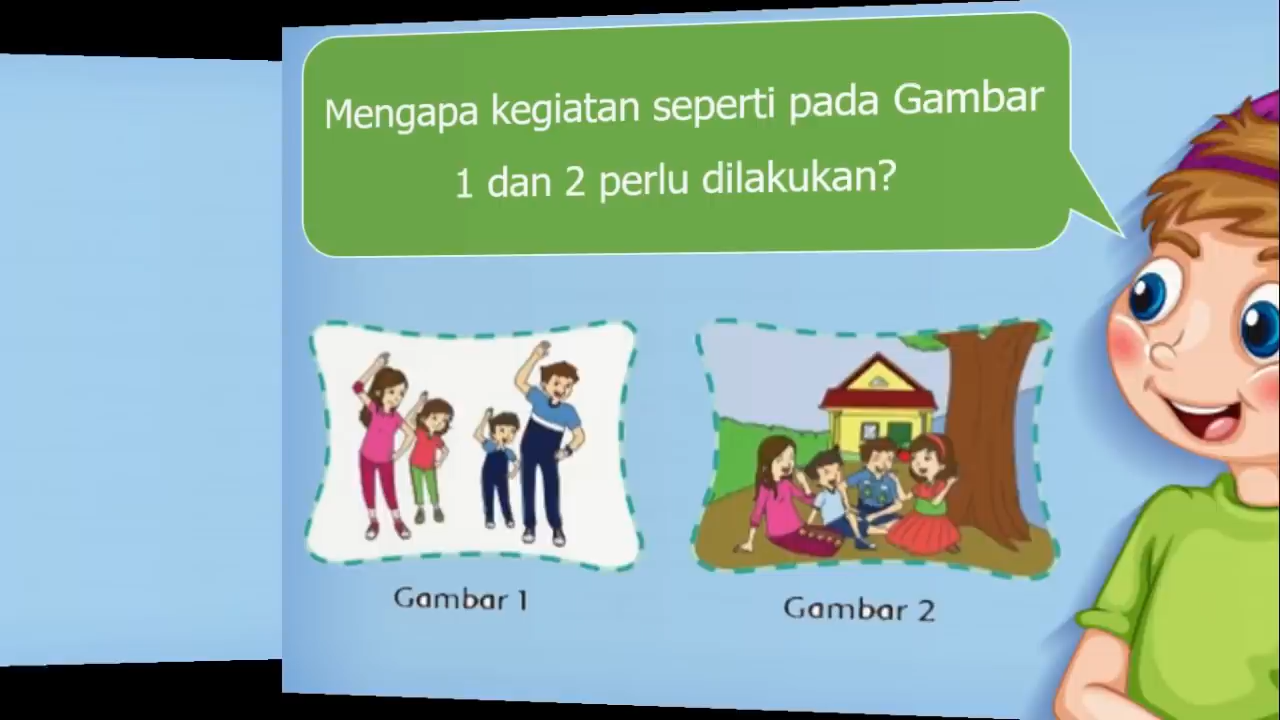 Mengapa kegiatan seperti pada Gambar
1 dan 2 perlu dilakukan?
Gambar 1
Gambar 2